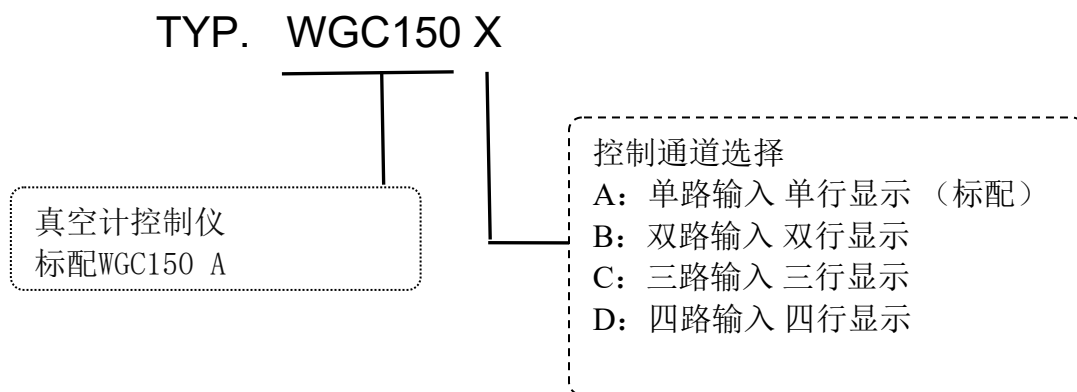 TYP. WGC150 X
控制通道选择
A：单路输入 单行显示 （标配）
B：双路输入 双行显示
C：三路输入 三行显示
D：四路输入 四行显示
真空计控制仪
标配WGC150 A